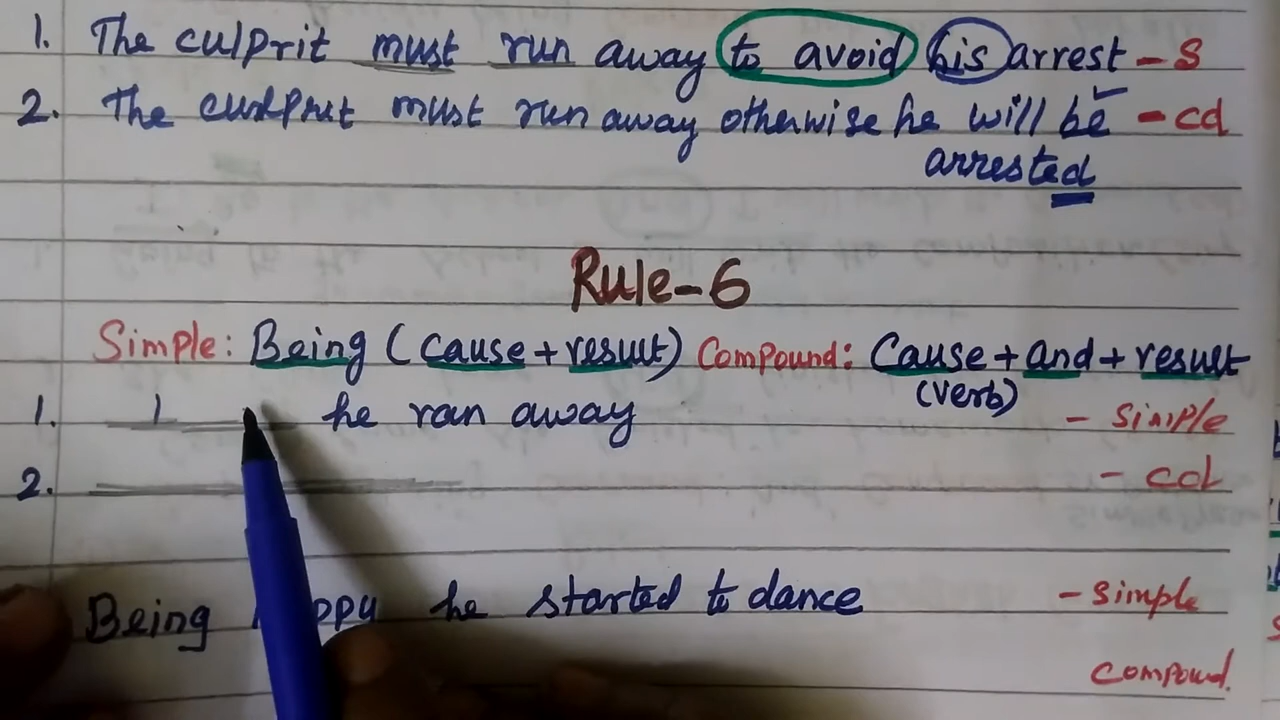 1. The culprit must run away to avoid his arrest - S
2. The culprit must run away otherwise he will be - cd
arrested
Rule-6
Simple: Being (cause + result) Compound: Cause + and + result
(verb)
1. he ran away - simple
2. - cd
Being he started to dance - simple
compound.